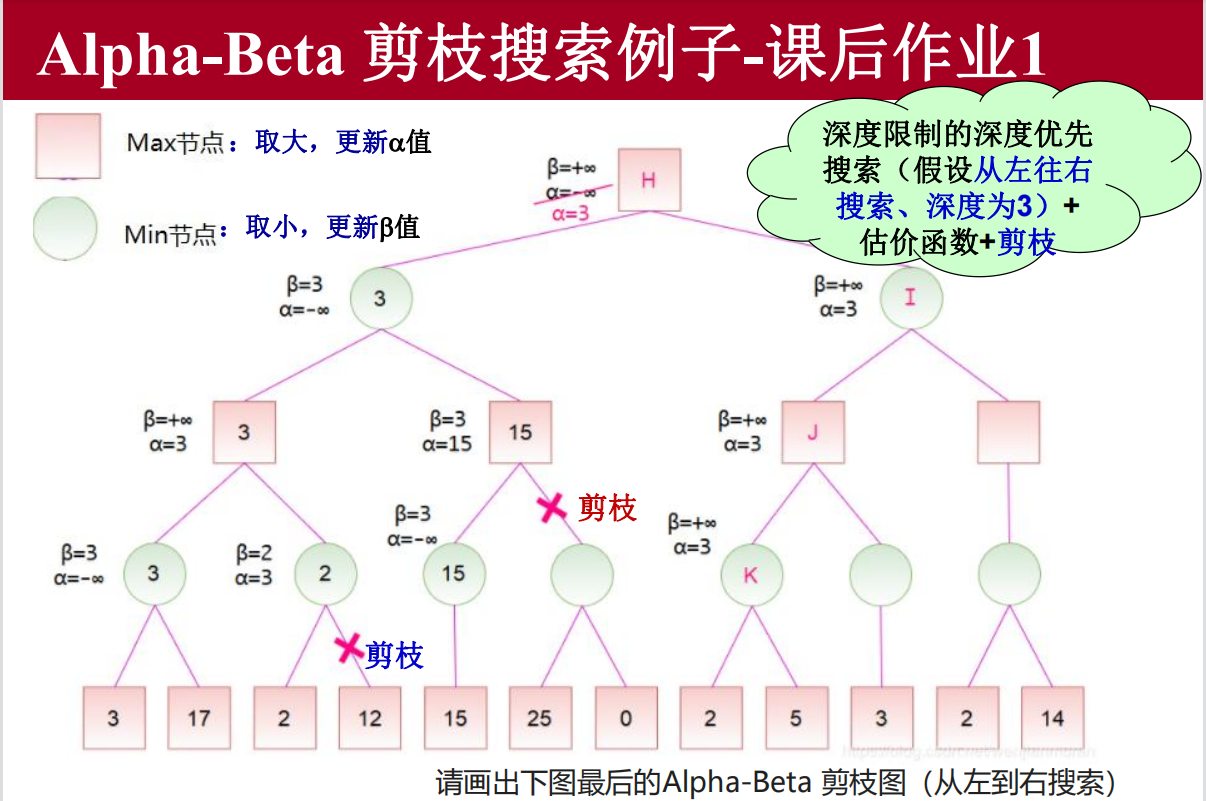 Alpha-Beta 剪枝搜索例子-课后作业1
Max节点：取大，更新α值
Min节点：取小，更新β值
深度限制的深度优先
搜索（假设从左往右
搜索、深度为3）+
估价函数+剪枝
β=+∞
α=-∞
α=3
H
β=3
α=-∞
3
β=+∞
α=3
I
β=+∞
α=3
3
β=3
α=15
15
β=+∞
α=3
J
剪枝
β=3
α=-∞
3
β=2
α=3
2
β=3
α=-∞
15
β=+∞
α=3
K
剪枝
3 17 2 12 15 25 0 2 5 3 2 14
请画出下图最后的Alpha-Beta 剪枝图（从左到右搜索）